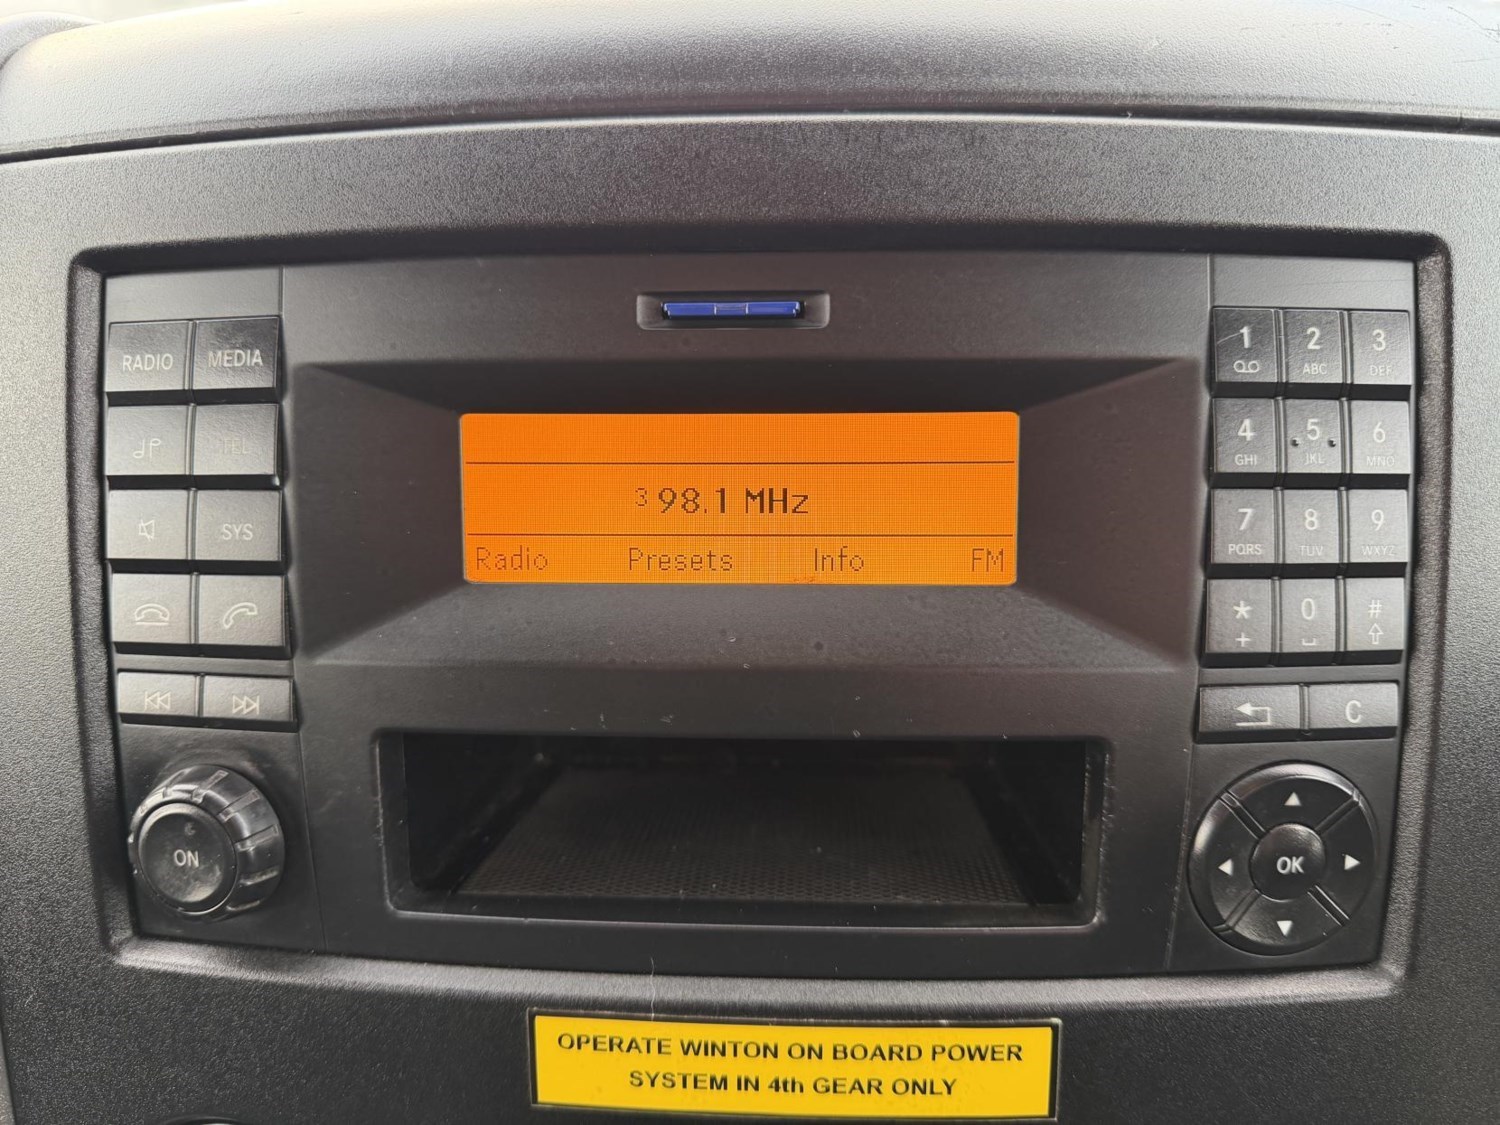 RADIO MEDIA
TEL
SYS
ON
3 98.1 MHz
Radio Presets Info FM
1 2 3
ABC DEF
4 5 6
GHI JKL MNO
7 8 9
PQRS TUV WXYZ
* 0 #
+
C
OK
OPERATE WINTON ON BOARD POWER
SYSTEM IN 4th GEAR ONLY